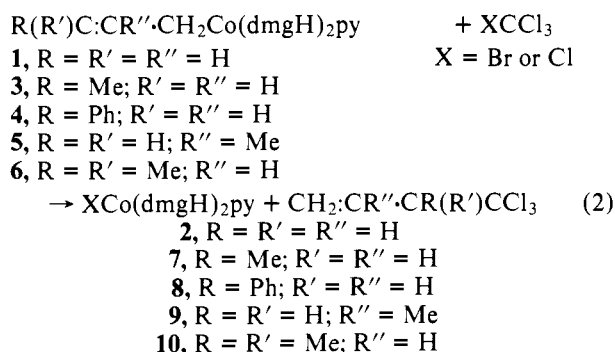 R(R')C:CR''·CH₂Co(dmgH)₂py + XCCl₃
1, R = R' = R'' = H X = Br or Cl
3, R = Me; R' = R'' = H
4, R = Ph; R' = R'' = H
5, R = R' = H; R'' = Me
6, R = R' = Me; R'' = H
→ XCo(dmgH)₂py + CH₂:CR''·CR(R')CCl₃ (2)
2, R = R' = R'' = H
7, R = Me; R' = R'' = H
8, R = Ph; R' = R'' = H
9, R = R' = H; R'' = Me
10, R = R' = Me; R'' = H